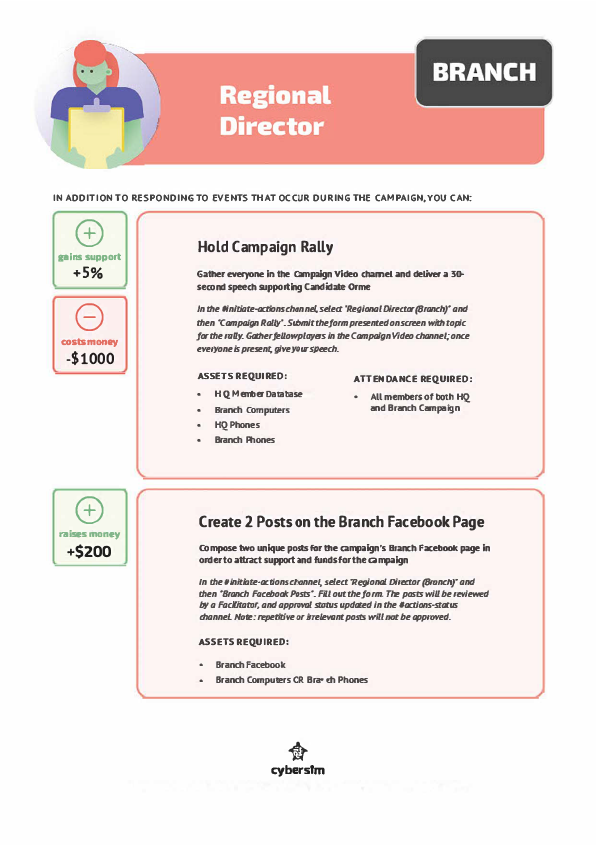 BRANCH
Regional
Director
IN ADDITION TO RESPONDING TO EVENTS THAT OCCUR DURING THE CAMPAIGN, YOU CAN:
gains support
+5%
costs money
-$1000
Hold Campaign Rally
Gather everyone in the Campaign Video channel and deliver a 30-
second speech supporting Candidate Orme
In the #initiate-actions channel, select "Regional Director (Branch)" and
then "Campaign Rally". Submit the form presented on screen with topic
for the rally. Gather fellow players in the Campaign Video channel; once
everyone is present, give your speech.
ASSETS REQUIRED:
• HQ Member Database
• Branch Computers
• HQ Phones
• Branch Phones
ATTENDANCE REQUIRED:
• All members of both HQ
and Branch Campaign
raises money
+$200
Create 2 Posts on the Branch Facebook Page
Compose two unique posts for the campaign's Branch Facebook page in
order to attract support and funds for the campaign
In the #initiate-actions channel, select "Regional Director (Branch)" and
then "Branch Facebook Posts". Fill out the form. The posts will be reviewed
by a Facilitator, and approval status updated in the #actions-status
channel. Note: repetitive or irrelevant posts will not be approved.
ASSETS REQUIRED:
• Branch Facebook
• Branch Computers OR Branch Phones
cybersim